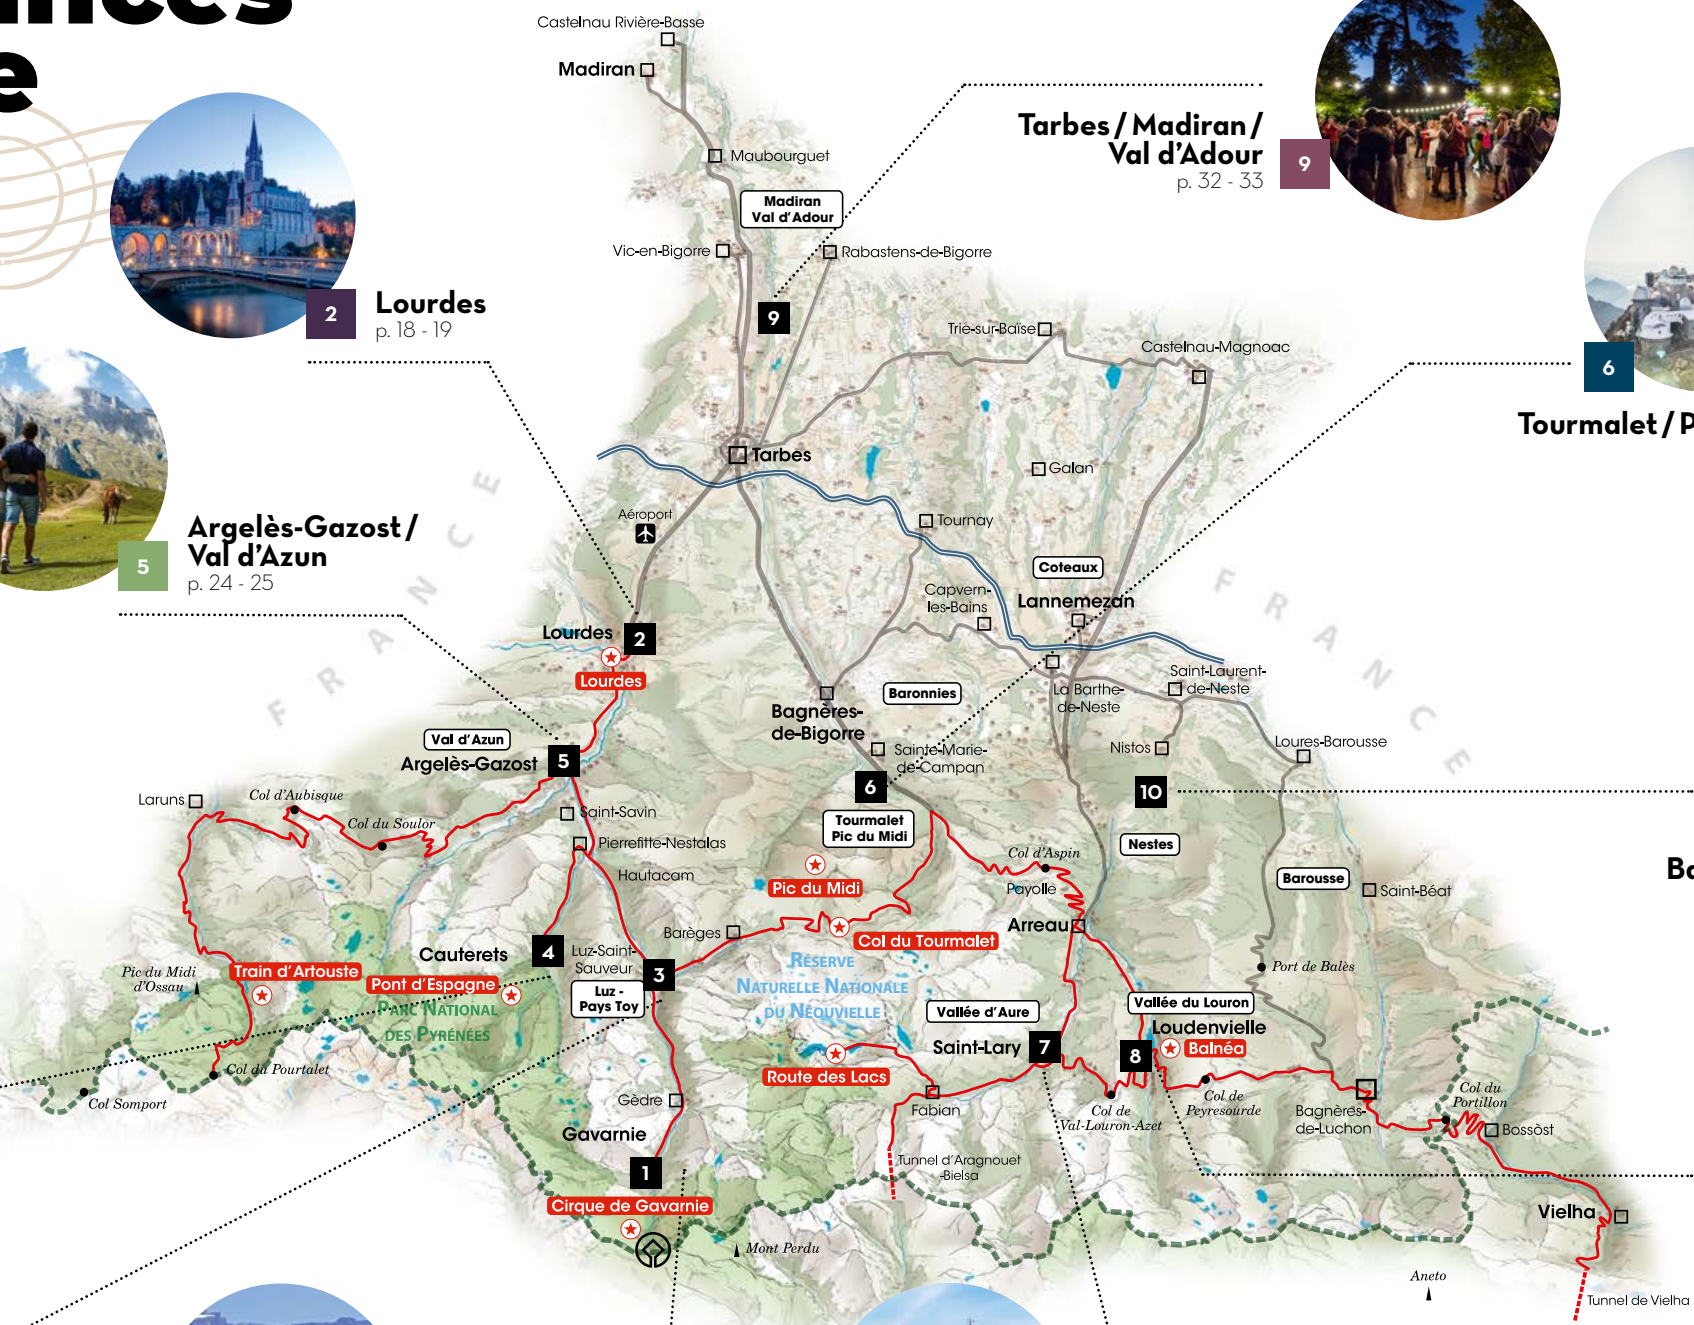 Castelnau Rivière-Basse
Madiran
Maubourguet
Madiran
Val d'Adour
Vic-en-Bigorre
Rabastens-de-Bigorre
Tarbes / Madiran /
Val d'Adour
p. 32 - 33
9
2
Lourdes
p. 18 - 19
9
Trie-sur-Baïse
Castelnau-Magnoac
6
Tourmalet / P
Tarbes
Galan
Aéroport
Tournay
5
Argelès-Gazost /
Val d'Azun
p. 24 - 25
FRANCE
FRANCE
Coteaux
Capvern-
les-Bains
Lannemezan
Lourdes
2
Lourdes
Baronnies
La Barthe-
de-Neste
Saint-Laurent-
de-Neste
Bagnères-
de-Bigorre
Val d'Azun
Argelès-Gazost
5
Sainte-Marie-
de-Campan
Nistos
Loures-Barousse
6
10
Laruns
Col d'Aubisque
Col du Soulor
Saint-Savin
Pierrefitte-Nestalas
Hautacam
Tourmalet
Pic du Midi
Nestes
Col d'Aspin
Payolle
Pic du Midi
Barousse
Saint-Béat
Ba
Arreau
Barèges
Col du Tourmalet
Cauterets
4
Luz-Saint-
Sauveur
3
Luz -
Pays Toy
Pic du Midi
d'Ossau
Train d'Artouste
Pont d'Espagne
Parc National
des Pyrénées
Réserve
Naturelle Nationale
du Néouvielle
Port de Balès
Vallée d'Aure
Saint-Lary
7
Vallée du Louron
Loudenvielle
8
Balnéa
Route des Lacs
Col du Pourtalet
Col Somport
Gèdre
Fabian
Col de
Val-Louron-Azet
Col de
Peyresourde
Bagnères-
de-Luchon
Col du
Portillon
Bossòst
Gavarnie
1
Cirque de Gavarnie
Tunnel d'Aragnouet
-Bielsa
Mont Perdu
Vielha
Aneto
Tunnel de Vielha